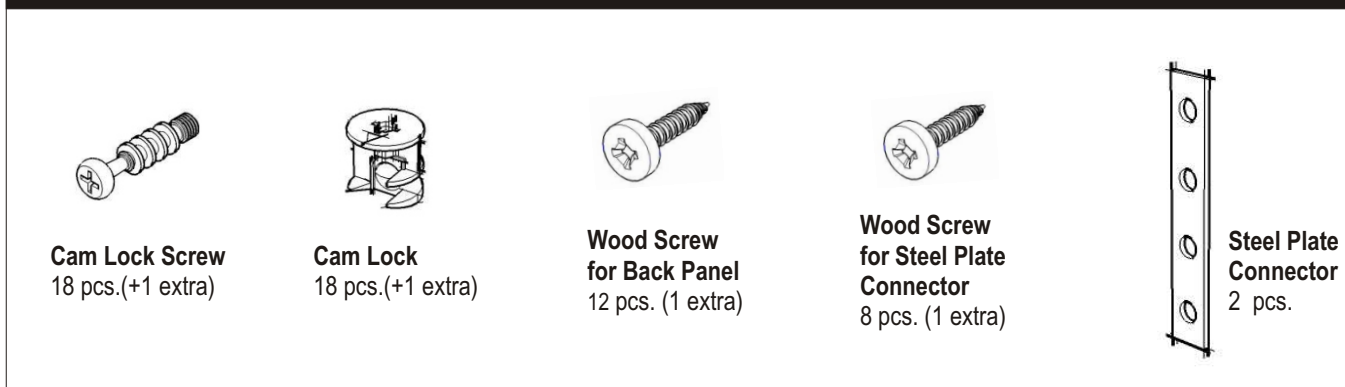 Cam Lock Screw
18 pcs.(+1 extra)
Cam Lock
18 pcs.(+1 extra)
Wood Screw
for Back Panel
12 pcs. (1 extra)
Wood Screw
for Steel Plate
Connector
8 pcs. (1 extra)
Steel Plate
Connector
2 pcs.